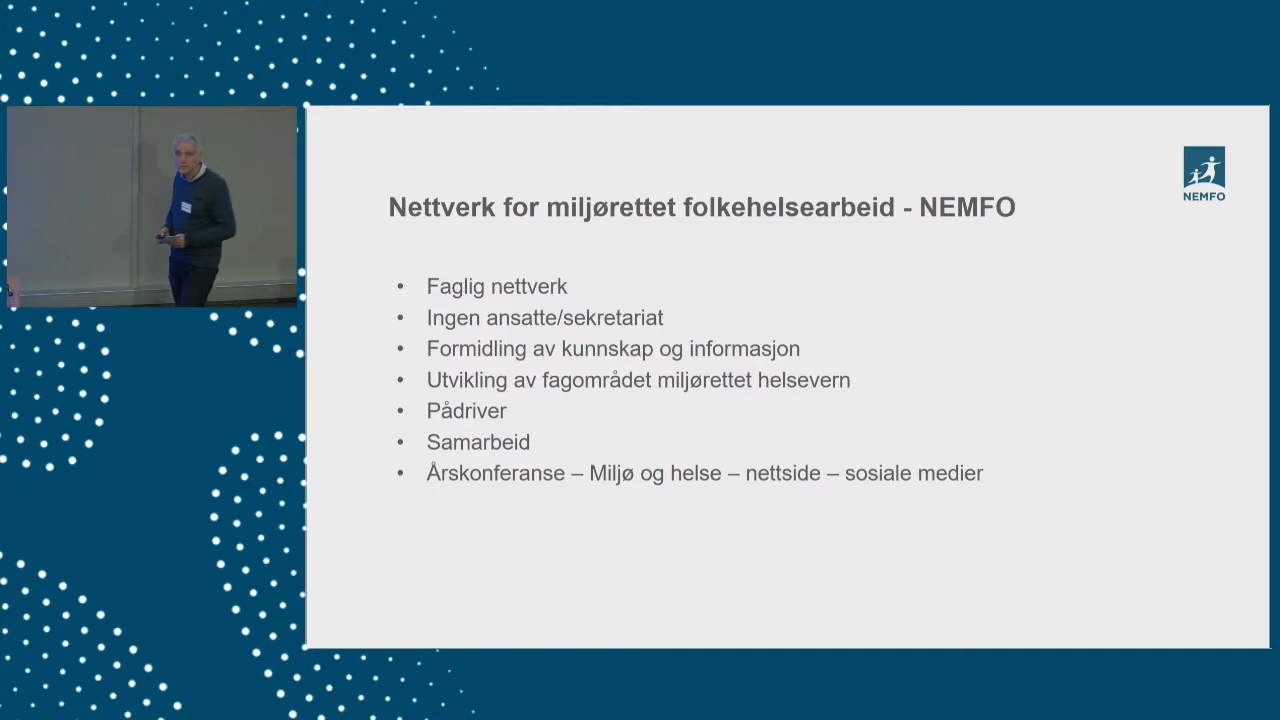 NEMFO
Nettverk for miljørettet folkehelsearbeid - NEMFO
• Faglig nettverk
• Ingen ansatte/sekretariat
• Formidling av kunnskap og informasjon
• Utvikling av fagområdet miljørettet helsevern
• Pådriver
• Samarbeid
• Årskonferanse – Miljø og helse – nettside – sosiale medier